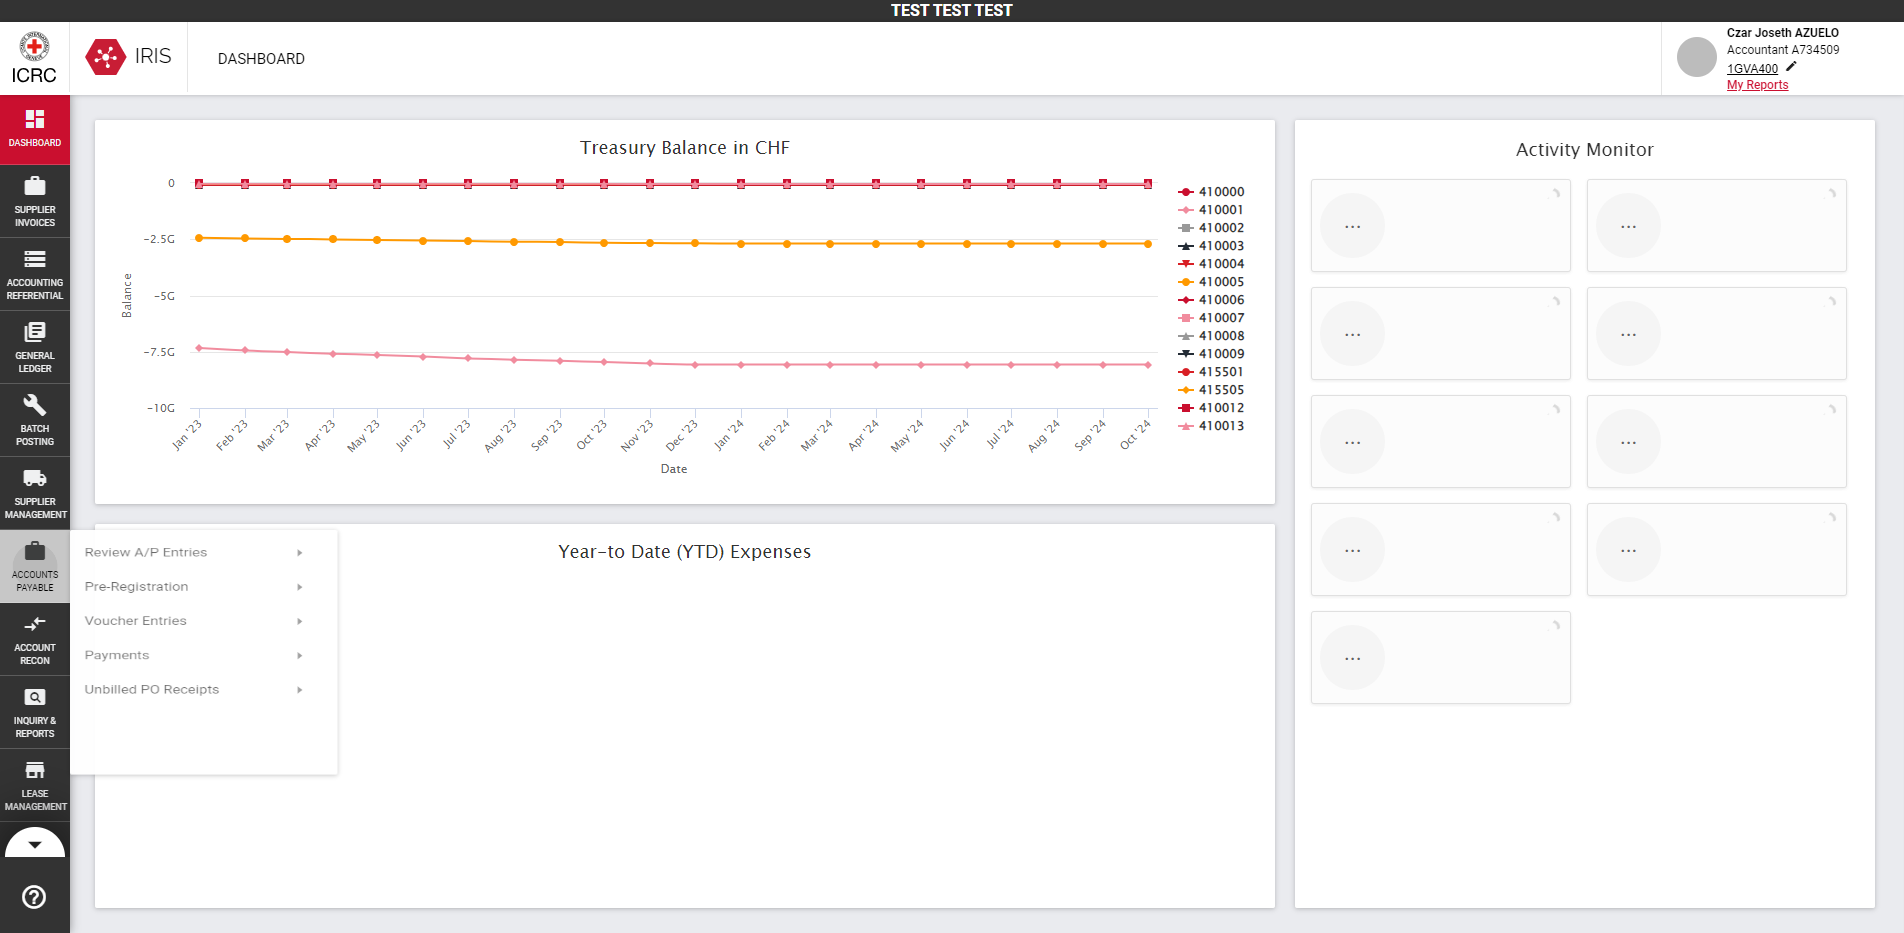 TEST TEST TEST
ICRC
IRIS
DASHBOARD
Czar Joseth AZUELO
Accountant A734509
1GVA400
My Reports
DASHBOARD
SUPPLIER
INVOICES
ACCOUNTING
REFERENTIAL
GENERAL
LEDGER
BATCH
POSTING
SUPPLIER
MANAGEMENT
ACCOUNTS
PAYABLE
ACCOUNT
RECON
INQUIRY &
REPORTS
LEASE
MANAGEMENT
Review A/P Entries
Pre-Registration
Voucher Entries
Payments
Unbilled PO Receipts
Treasury Balance in CHF
Balance
0
-2.5G
-5G
-7.5G
-10G
Jan '23
Feb '23
Mar '23
Apr '23
May '23
Jun '23
Jul '23
Aug '23
Sep '23
Oct '23
Nov '23
Dec '23
Jan '24
Feb '24
Mar '24
Apr '24
May '24
Jun '24
Jul '24
Aug '24
Sep '24
Oct '24
Date
410000
410001
410002
410003
410004
410005
410006
410007
410008
410009
415501
415505
410012
410013
Year-to Date (YTD) Expenses
Activity Monitor
...
...
...
...
...
...
...
...
...